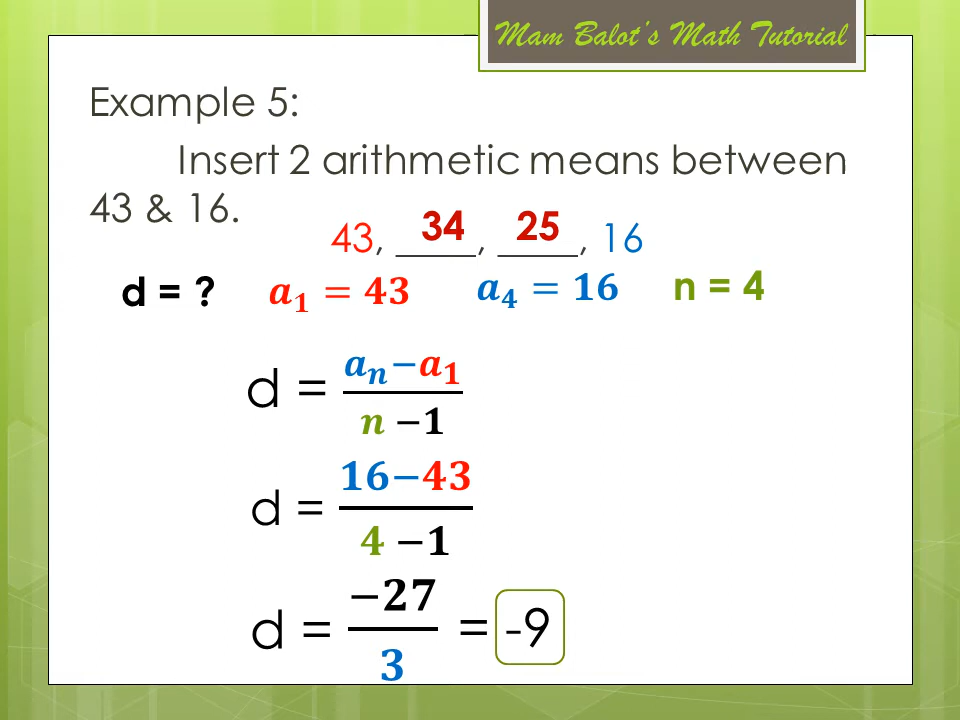 Mam Balot's Math Tutorial
Example 5:
Insert 2 arithmetic means between
43 & 16.
43, 34, 25, 16
d = ? a₁ = 43 a₄ = 16 n = 4
d = (aₙ−a₁)/(n −1)
d = (16−43)/(4 −1)
d = −27/3 = -9